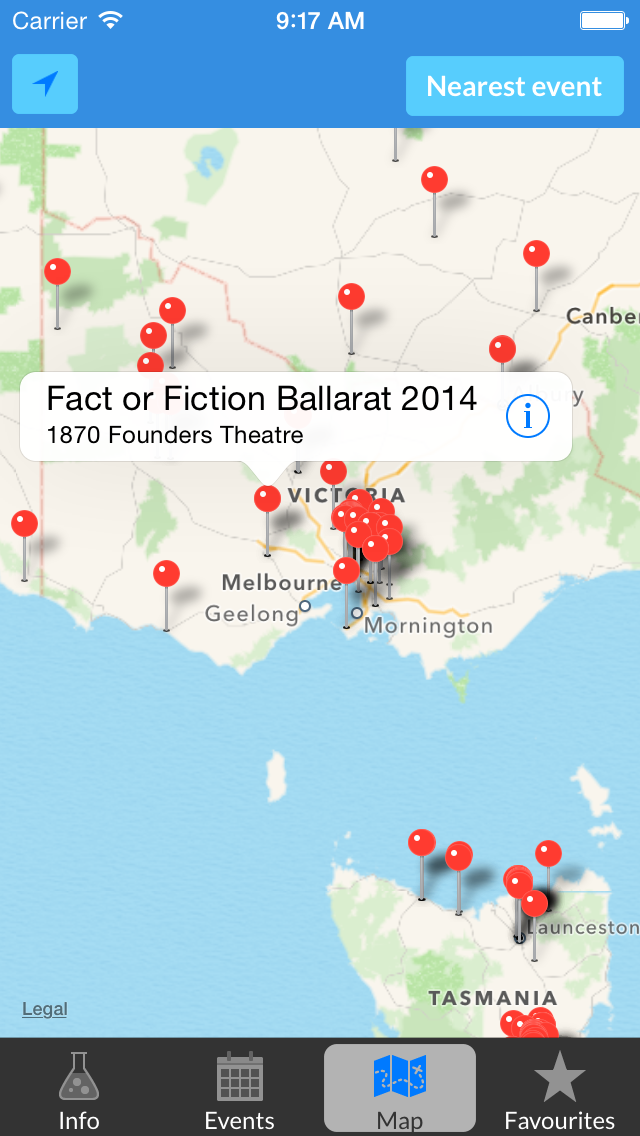 Carrier 9:17 AM
Nearest event
Canber
Fact or Fiction Ballarat 2014
1870 Founders Theatre
i
VICTORIA
Melbourne
Geelong
Mornington
Launceston
TASMANIA
Legal
Info Events Map Favourites